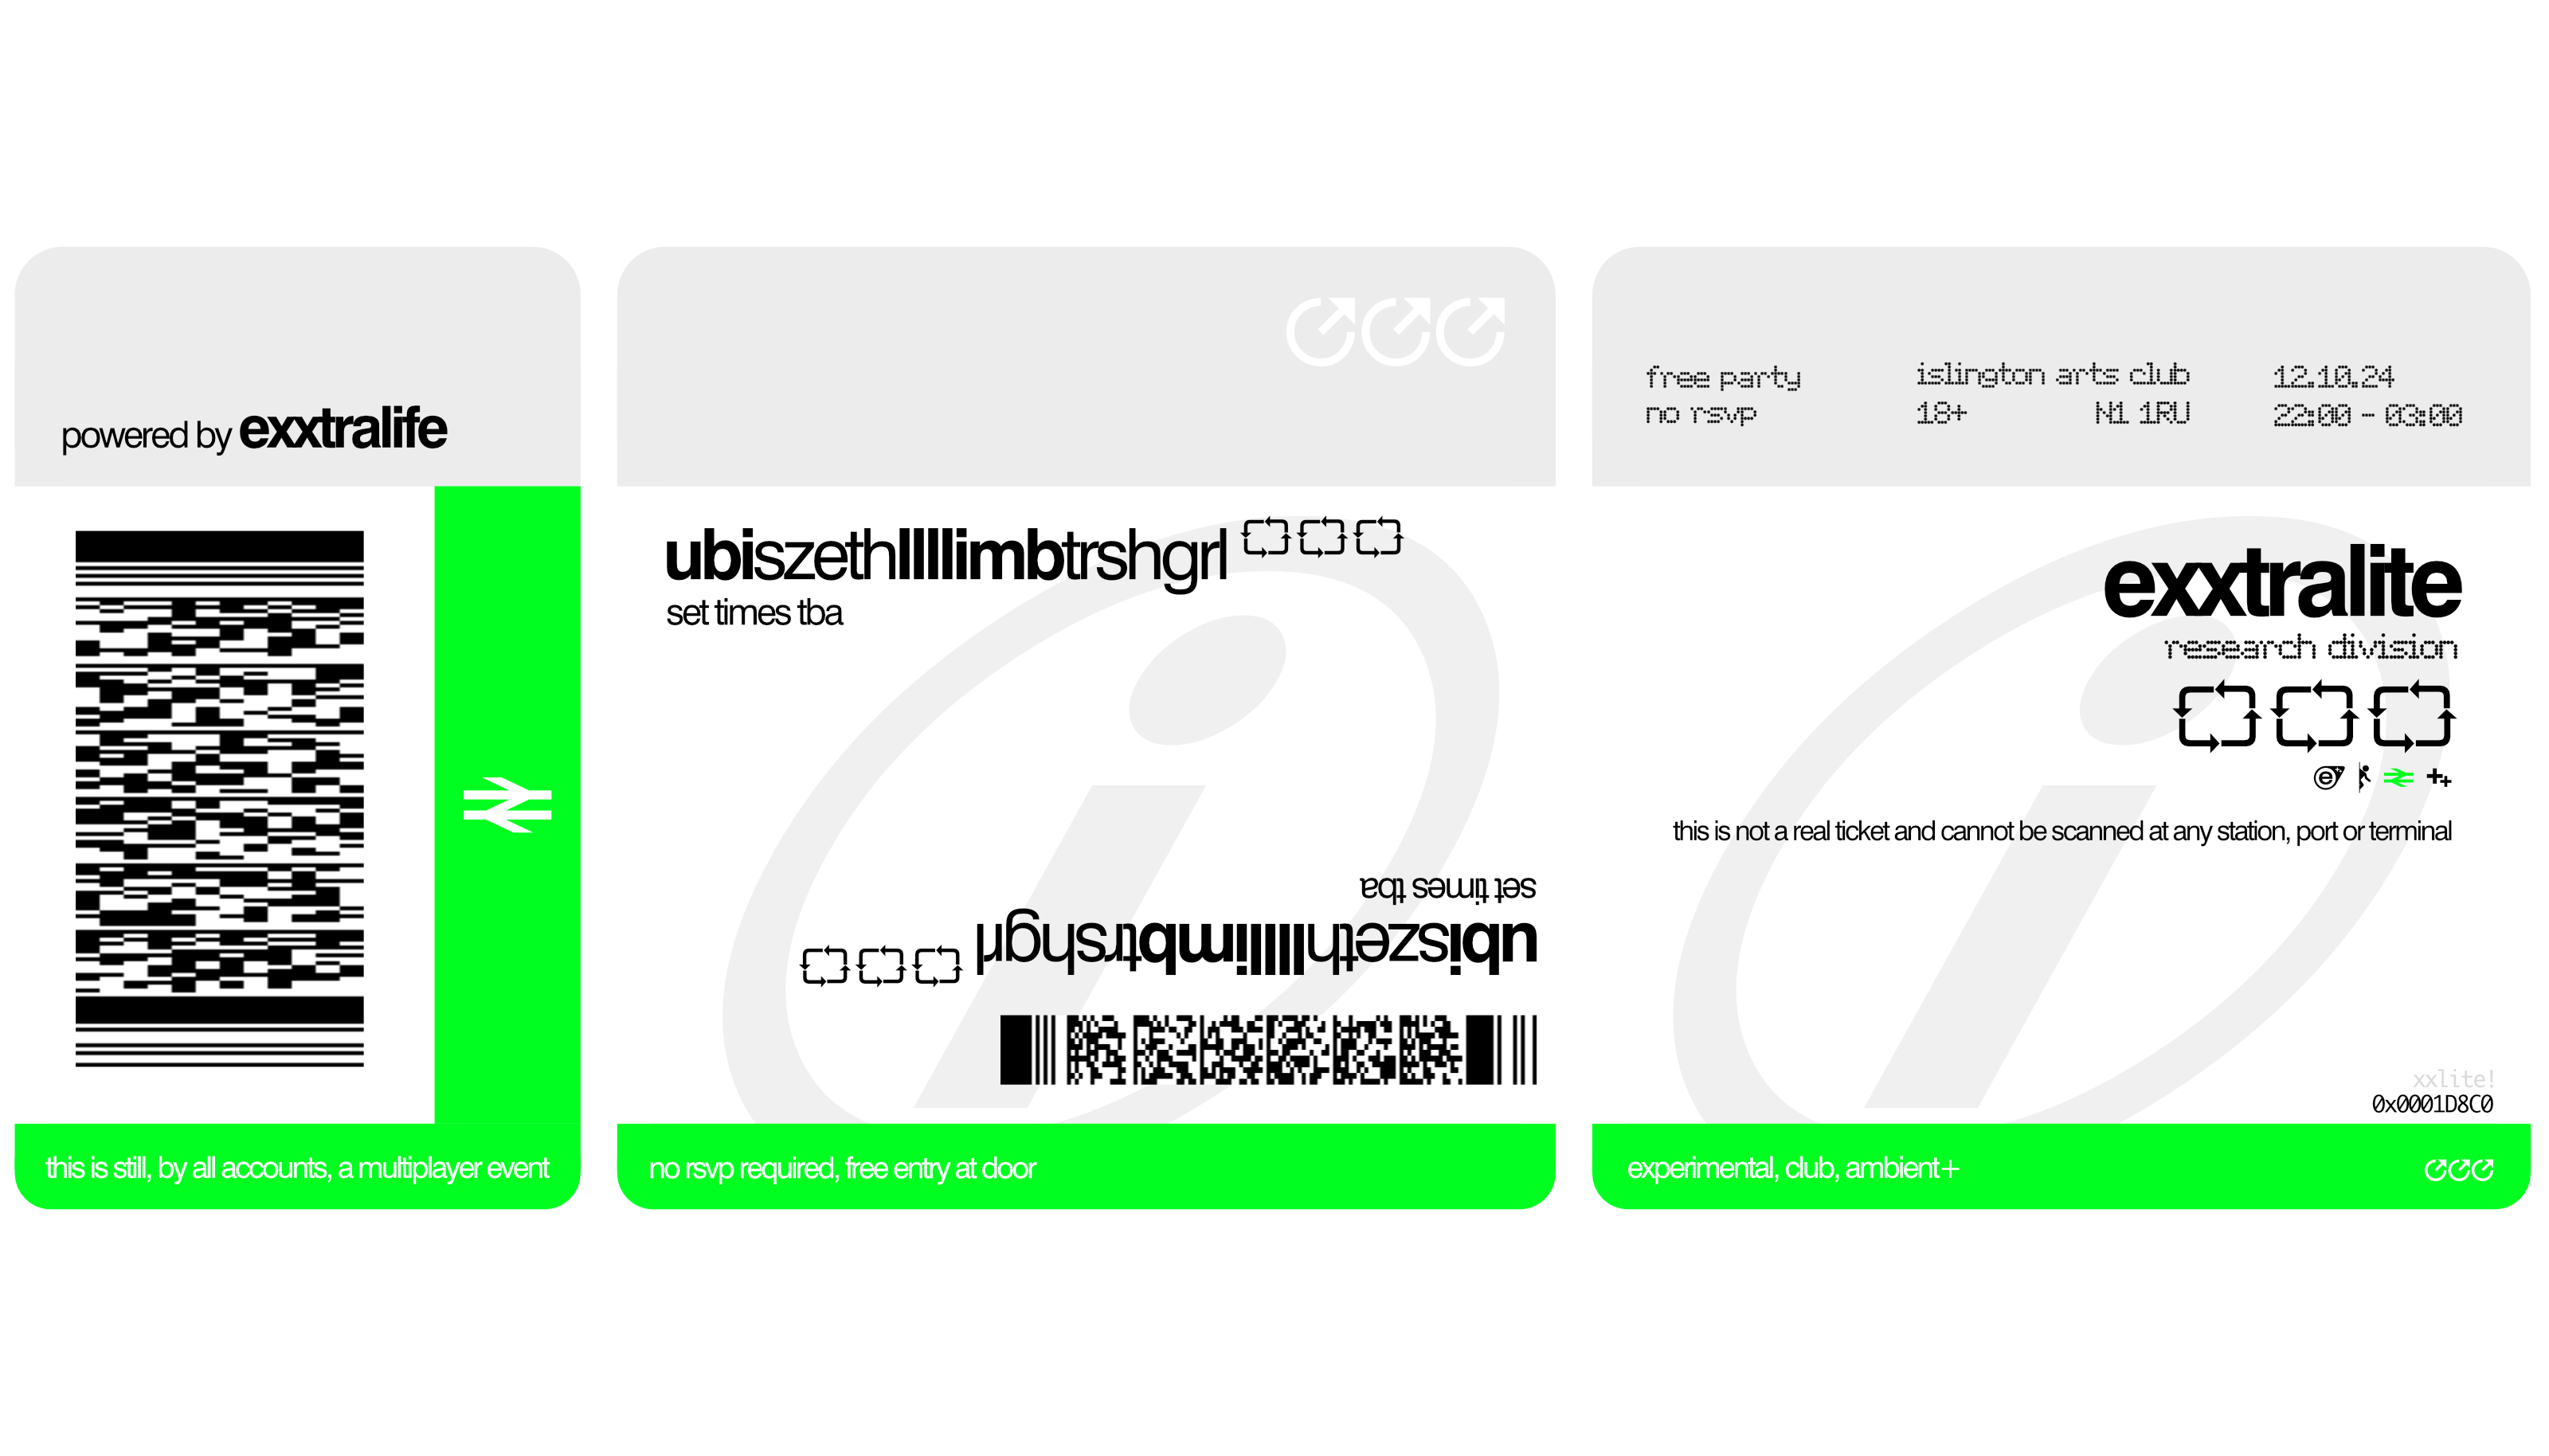 powered by exxtralife
this is still, by all accounts, a multiplayer event
ubiszethlllllimbtrshgrl
set times tba
set times tba
ubiszethlllllimbtrshgrl
no rsvp required, free entry at door
free party
no rsvp
islington arts club
18+ N1 1RU
12.10.24
22:00 - 03:00
exxtralite
research division
this is not a real ticket and cannot be scanned at any station, port or terminal
xxlite!
0x0001D8C0
experimental, club, ambient+